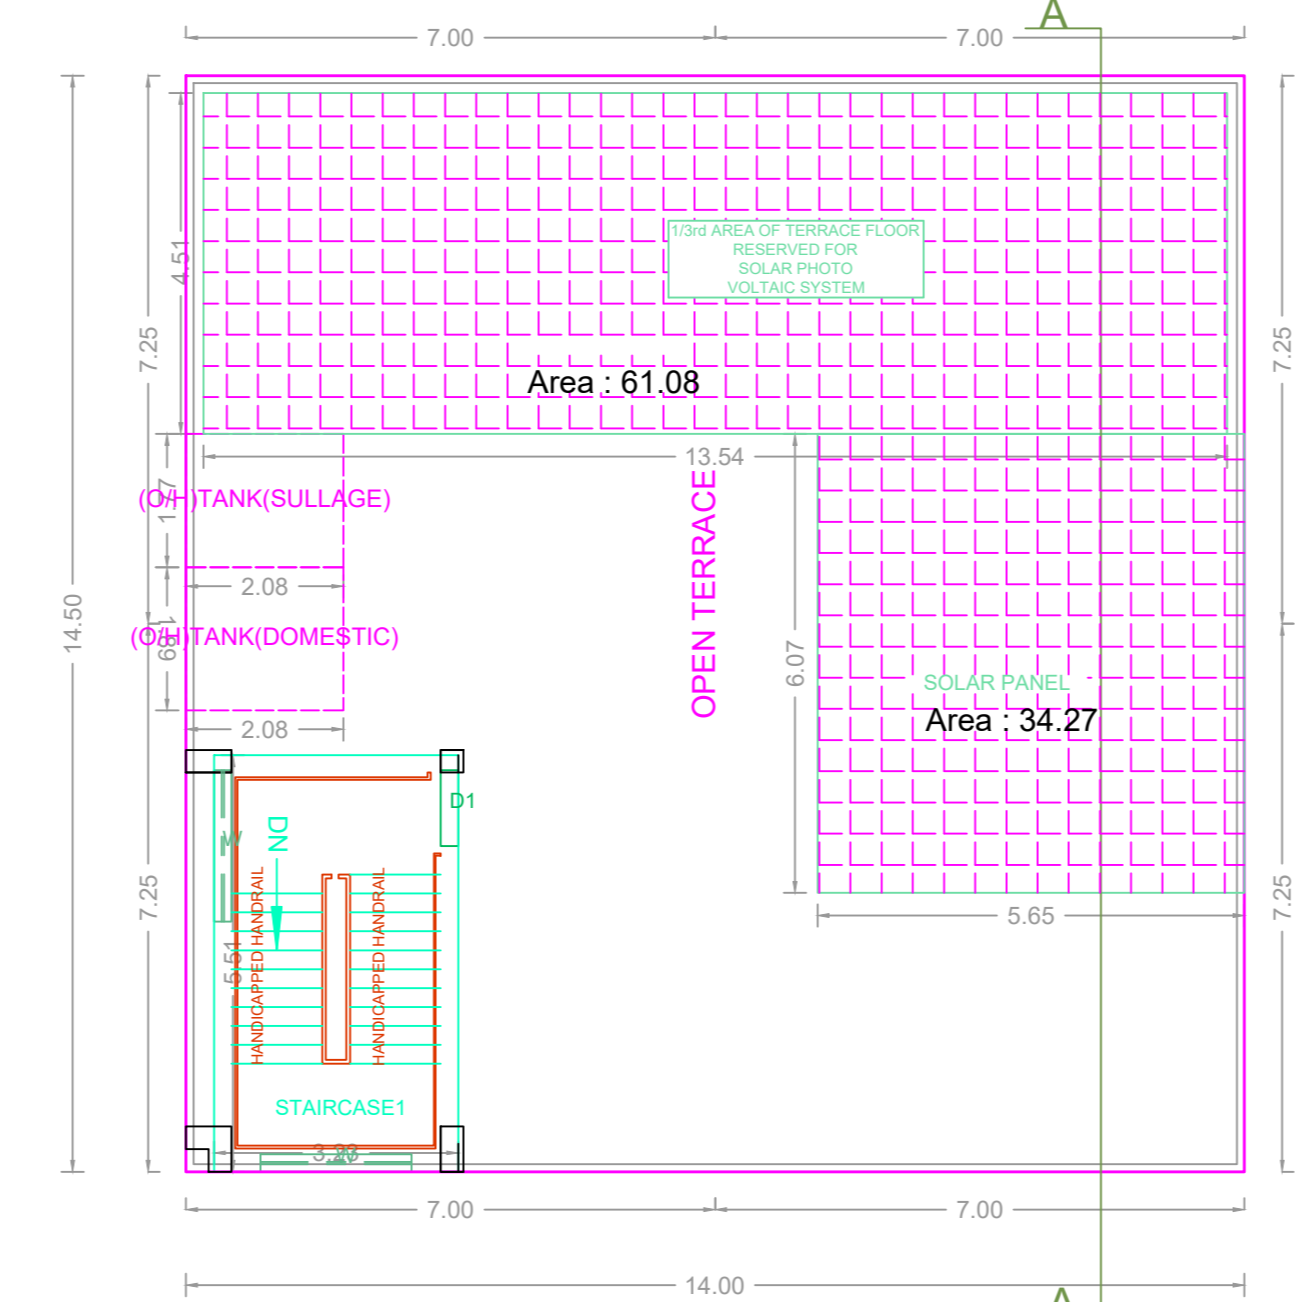 A
7.00
7.00
4.51
1/3rd AREA OF TERRACE FLOOR
RESERVED FOR
SOLAR PHOTO
VOLTAIC SYSTEM
7.25
7.25
Area : 61.08
13.54
(O/H)TANK(SULLAGE)
OPEN TERRACE
2.08
14.50
(O/H)TANK(DOMESTIC)
6.07
SOLAR PANEL
Area : 34.27
2.08
D1
DN
W
7.25
7.25
HANDICAPPED HANDRAIL
HANDICAPPED HANDRAIL
5.65
5.51
STAIRCASE1
7.00
7.00
14.00
A